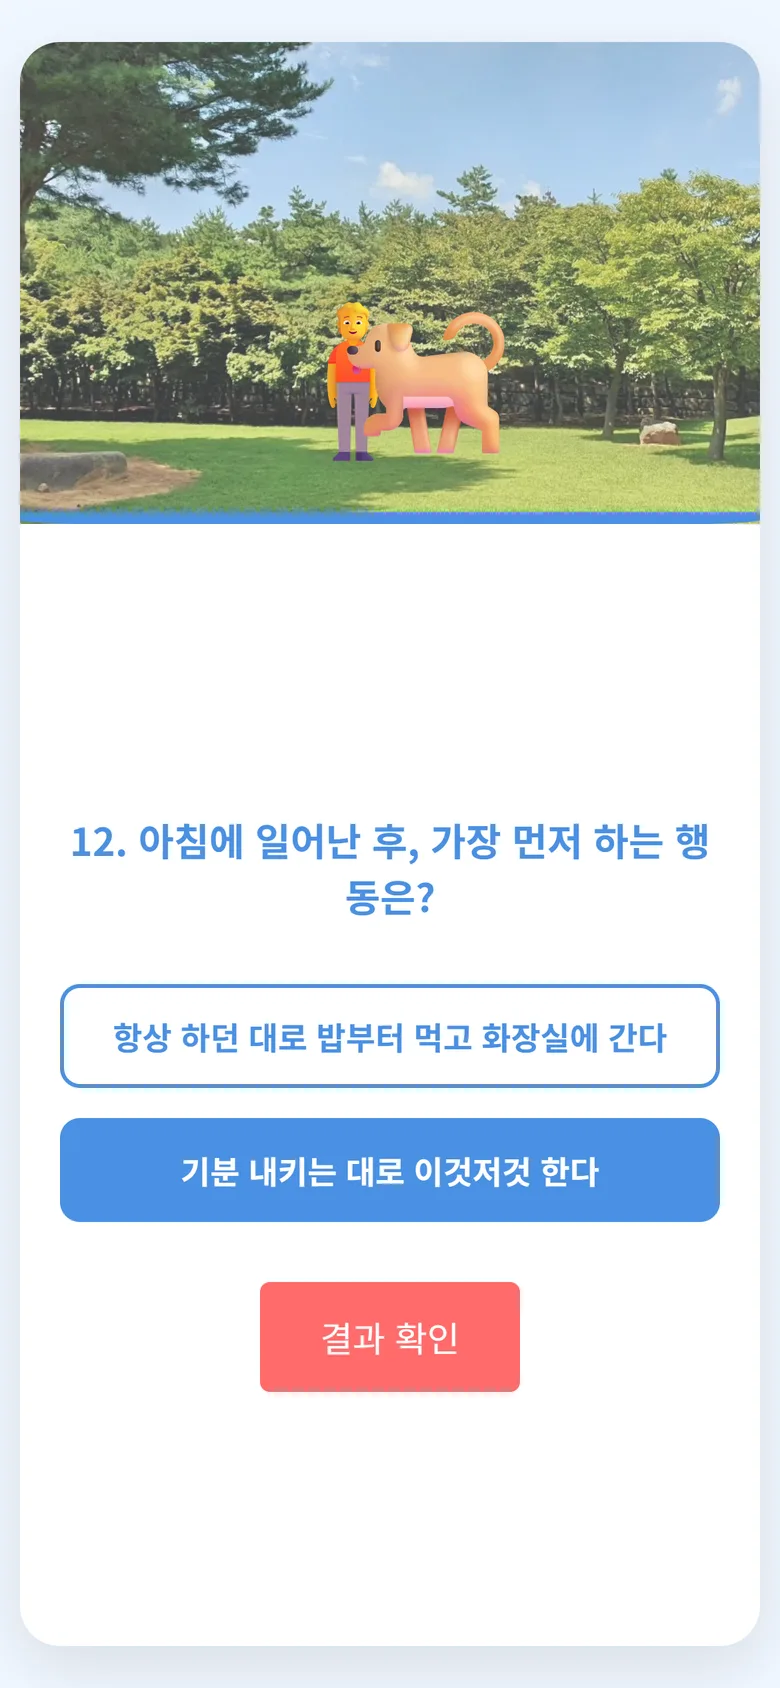 12. 아침에 일어난 후, 가장 먼저 하는 행
동은?
항상 하던 대로 밥부터 먹고 화장실에 간다
기분 내키는 대로 이것저것 한다
결과 확인